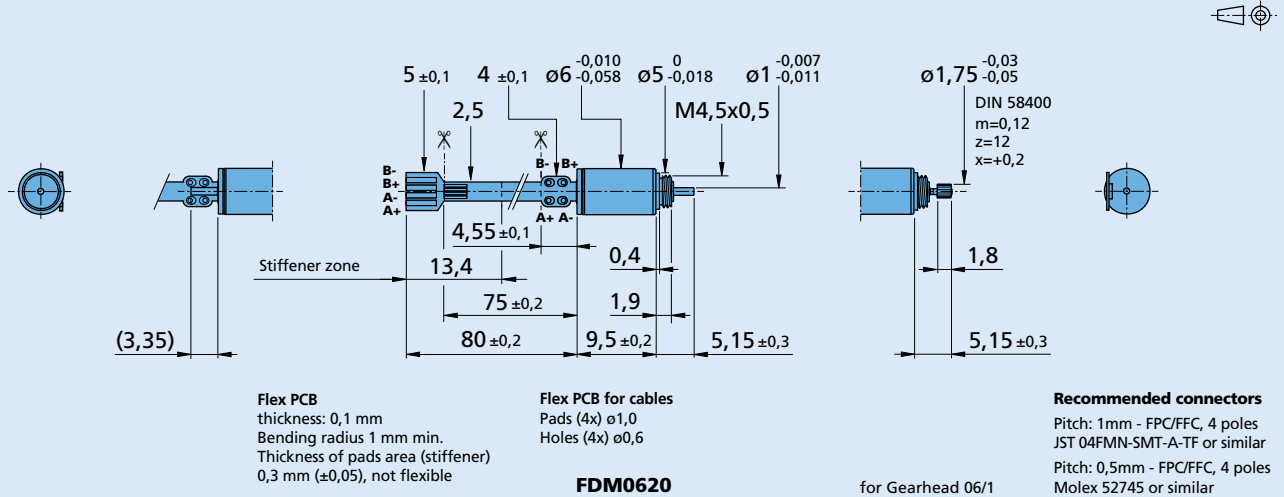 5 ±0,1
4 ±0,1
ø6 -0,010 -0,058
ø5 0 -0,018
ø1 -0,007 -0,011
ø1,75 -0,03 -0,05
DIN 58400
m=0,12
z=12
x=+0,2
2,5
M4,5x0,5
B-
B+
A-
A+
B- B+
A+ A-
4,55 ±0,1
Stiffener zone
13,4
0,4
1,8
75 ±0,2
1,9
(3,35)
80 ±0,2
9,5 ±0,2
5,15 ±0,3
5,15 ±0,3
Flex PCB
thickness: 0,1 mm
Bending radius 1 mm min.
Thickness of pads area (stiffener)
0,3 mm (±0,05), not flexible
Flex PCB for cables
Pads (4x) ø1,0
Holes (4x) ø0,6
FDM0620
for Gearhead 06/1
Recommended connectors
Pitch: 1mm - FPC/FFC, 4 poles
JST 04FMN-SMT-A-TF or similar
Pitch: 0,5mm - FPC/FFC, 4 poles
Molex 52745 or similar